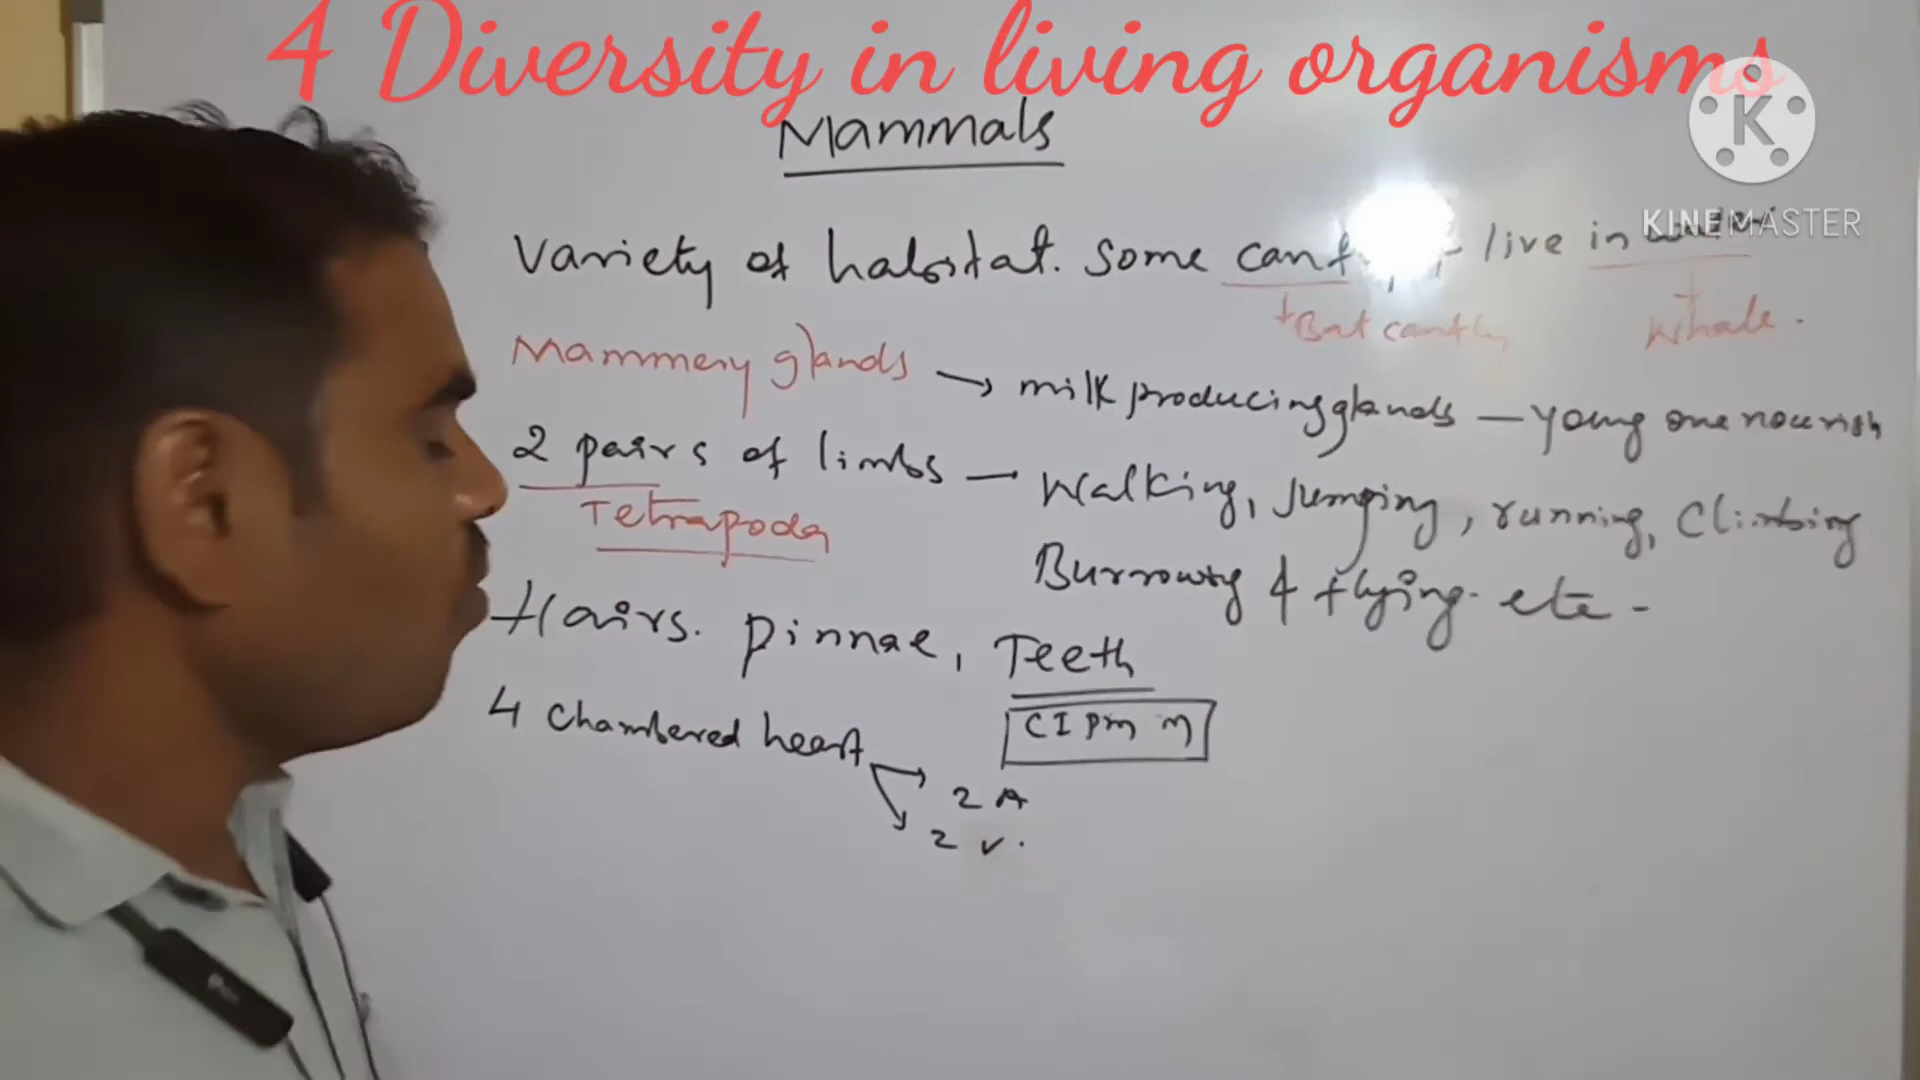 4 Diversity in living organisms
Mammals
K
KINEMASTER
Variety of habitat. Some can live in
Bat can fly
Whale.
Mammery glands → milk producing glands — young one nourish
2 pairs of limbs — Walking, Jumping, running, Climbing
Tetrapoda
Burrowing & flying. etc -
Hairs. pinnae, Teeth
4 chambered heart
CIPm m
2 A
2 V.